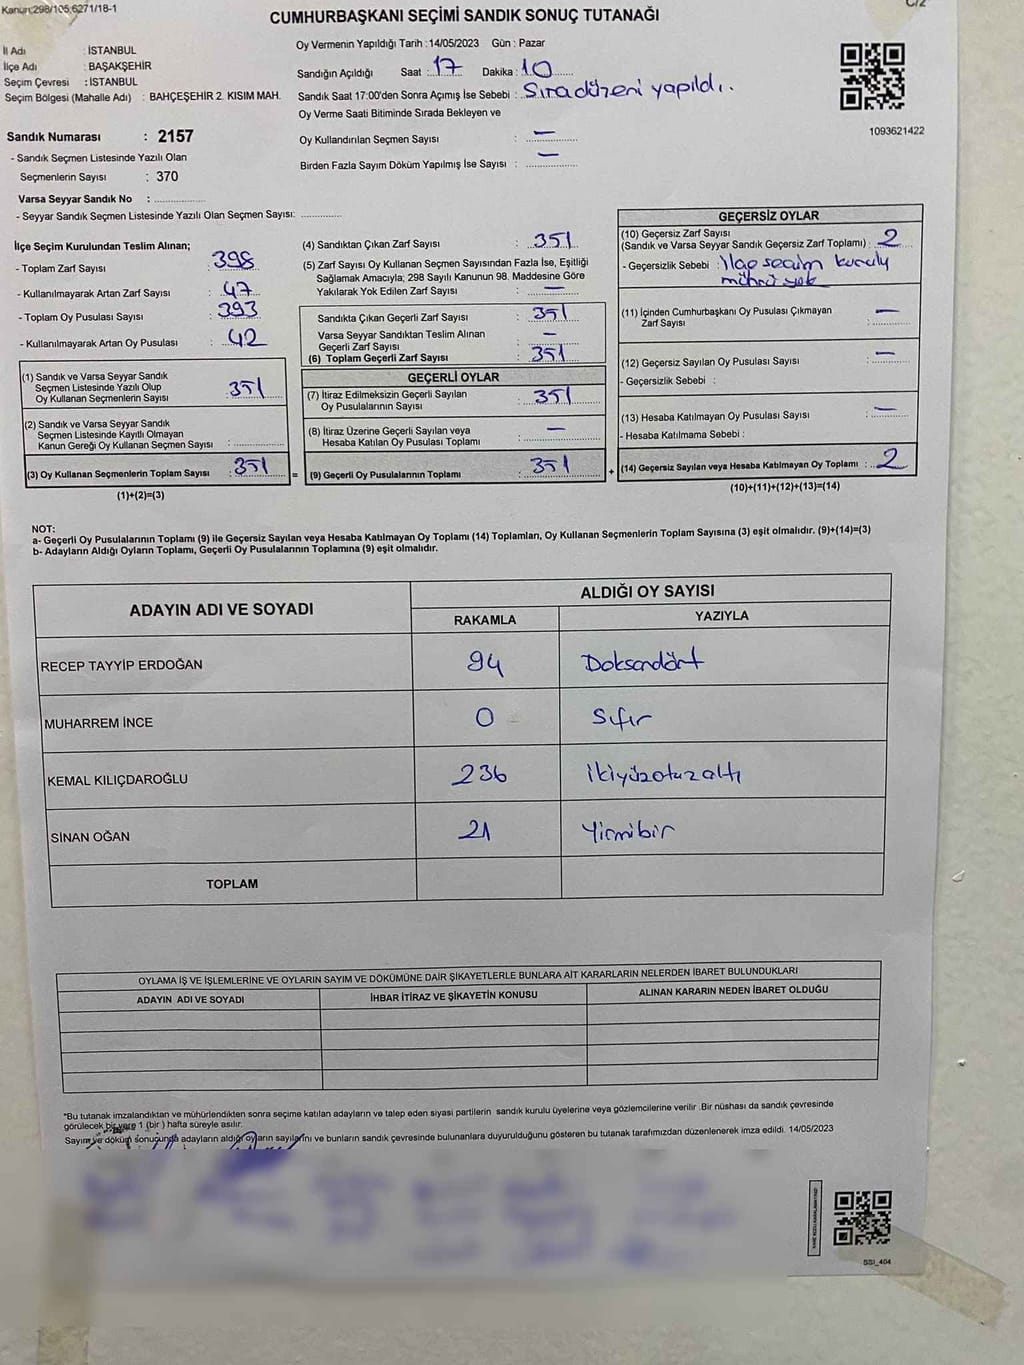 Kanun;298/105,6271/18-1
C/2
CUMHURBAŞKANI SEÇİMİ SANDIK SONUÇ TUTANAĞI
İl Adı : İSTANBUL
İlçe Adı : BAŞAKŞEHİR
Seçim Çevresi : İSTANBUL
Seçim Bölgesi (Mahalle Adı) : BAHÇEŞEHİR 2. KISIM MAH.
Oy Vermenin Yapıldığı Tarih :14/05/2023 Gün : Pazar
Sandığın Açıldığı Saat : 17 Dakika : 10
Sandık Saat 17:00'den Sonra Açımış İse Sebebi : Sıra düzeni yapıldı.
Oy Verme Saati Bitiminde Sırada Bekleyen ve
Oy Kullandırılan Seçmen Sayısı : —
Birden Fazla Sayım Döküm Yapılmış İse Sayısı : —
1093621422
Sandık Numarası : 2157
- Sandık Seçmen Listesinde Yazılı Olan
Seçmenlerin Sayısı : 370
Varsa Seyyar Sandık No :
- Seyyar Sandık Seçmen Listesinde Yazılı Olan Seçmen Sayısı:
İlçe Seçim Kurulundan Teslim Alınan;
- Toplam Zarf Sayısı : 398
- Kullanılmayarak Artan Zarf Sayısı : 47
- Toplam Oy Pusulası Sayısı : 393
- Kullanılmayarak Artan Oy Pusulası : 42
(1) Sandık ve Varsa Seyyar Sandık
Seçmen Listesinde Yazılı Olup
Oy Kullanan Seçmenlerin Sayısı : 351
(2) Sandık ve Varsa Seyyar Sandık
Seçmen Listesinde Kayıtlı Olmayan
Kanun Gereği Oy Kullanan Seçmen Sayısı :
(3) Oy Kullanan Seçmenlerin Toplam Sayısı : 351
(1)+(2)=(3)
(4) Sandıktan Çıkan Zarf Sayısı : 351
(5) Zarf Sayısı Oy Kullanan Seçmen Sayısından Fazla İse, Eşitliği
Sağlamak Amacıyla; 298 Sayılı Kanunun 98. Maddesine Göre
Yakılarak Yok Edilen Zarf Sayısı : —
Sandıkta Çıkan Geçerli Zarf Sayısı : 351
Varsa Seyyar Sandıktan Teslim Alınan
Geçerli Zarf Sayısı : —
(6) Toplam Geçerli Zarf Sayısı : 351
GEÇERLİ OYLAR
(7) İtiraz Edilmeksizin Geçerli Sayılan
Oy Pusulalarının Sayısı : 351
(8) İtiraz Üzerine Geçerli Sayılan veya
Hesaba Katılan Oy Pusulası Toplamı : —
= (9) Geçerli Oy Pusulalarının Toplamı : 351 +
GEÇERSİZ OYLAR
(10) Geçersiz Zarf Sayısı
(Sandık ve Varsa Seyyar Sandık Geçersiz Zarf Toplamı) : 2
- Geçersizlik Sebebi : İlçe seçim kurulu
mührü yok
(11) İçinden Cumhurbaşkanı Oy Pusulası Çıkmayan
Zarf Sayısı : —
(12) Geçersiz Sayılan Oy Pusulası Sayısı : —
- Geçersizlik Sebebi :
(13) Hesaba Katılmayan Oy Pusulası Sayısı : —
- Hesaba Katılmama Sebebi :
(14) Geçersiz Sayılan veya Hesaba Katılmayan Oy Toplamı : 2
(10)+(11)+(12)+(13)=(14)
NOT:
a- Geçerli Oy Pusulalarının Toplamı (9) ile Geçersiz Sayılan veya Hesaba Katılmayan Oy Toplamı (14) Toplamları, Oy Kullanan Seçmenlerin Toplam Sayısına (3) eşit olmalıdır. (9)+(14)=(3)
b- Adayların Aldığı Oyların Toplamı, Geçerli Oy Pusulalarının Toplamına (9) eşit olmalıdır.
ADAYIN ADI VE SOYADI
ALDIĞI OY SAYISI
RAKAMLA YAZIYLA
RECEP TAYYİP ERDOĞAN 94 Doksandört
MUHARREM İNCE 0 Sıfır
KEMAL KILIÇDAROĞLU 236 İkiyüzotuzaltı
SİNAN OĞAN 21 Yirmibir
TOPLAM
OYLAMA İŞ VE İŞLEMLERİNE VE OYLARIN SAYIM VE DÖKÜMÜNE DAİR ŞİKAYETLERLE BUNLARA AİT KARARLARIN NELERDEN İBARET BULUNDUKLARI
ADAYIN ADI VE SOYADI İHBAR İTİRAZ VE ŞİKAYETİN KONUSU ALINAN KARARIN NEDEN İBARET OLDUĞU
*Bu tutanak imzalandıktan ve mühürlendikten sonra seçime katılan adayların ve talep eden siyasi partilerin sandık kurulu üyelerine veya gözlemcilerine verilir .Bir nüshası da sandık çevresinde
görülecek bir yere 1 (bir ) hafta süreyle asılır.
Sayım ve döküm sonucunda adayların aldığı oyların sayılarını ve bunların sandık çevresinde bulunanlara duyurulduğunu gösteren bu tutanak tarafımızdan düzenlenerek imza edildi. 14/05/2023
SSI_404